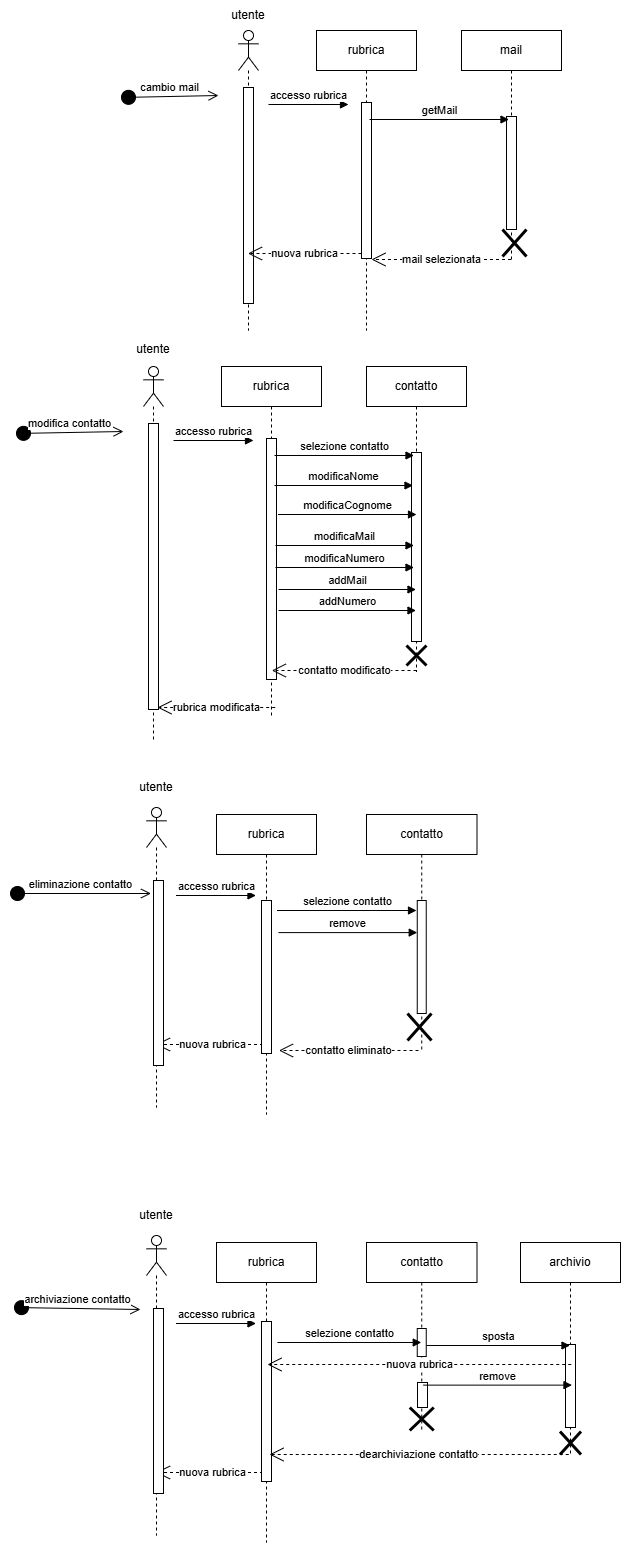 utente
rubrica
mail
cambio mail
accesso rubrica
getMail
nuova rubrica
mail selezionata
utente
rubrica
contatto
modifica contatto
accesso rubrica
selezione contatto
modificaNome
modificaCognome
modificaMail
modificaNumero
addMail
addNumero
contatto modificato
rubrica modificata
utente
rubrica
contatto
eliminazione contatto
accesso rubrica
selezione contatto
remove
nuova rubrica
contatto eliminato
utente
rubrica
contatto
archivio
archiviazione contatto
accesso rubrica
selezione contatto
sposta
nuova rubrica
remove
dearchiviazione contatto
nuova rubrica